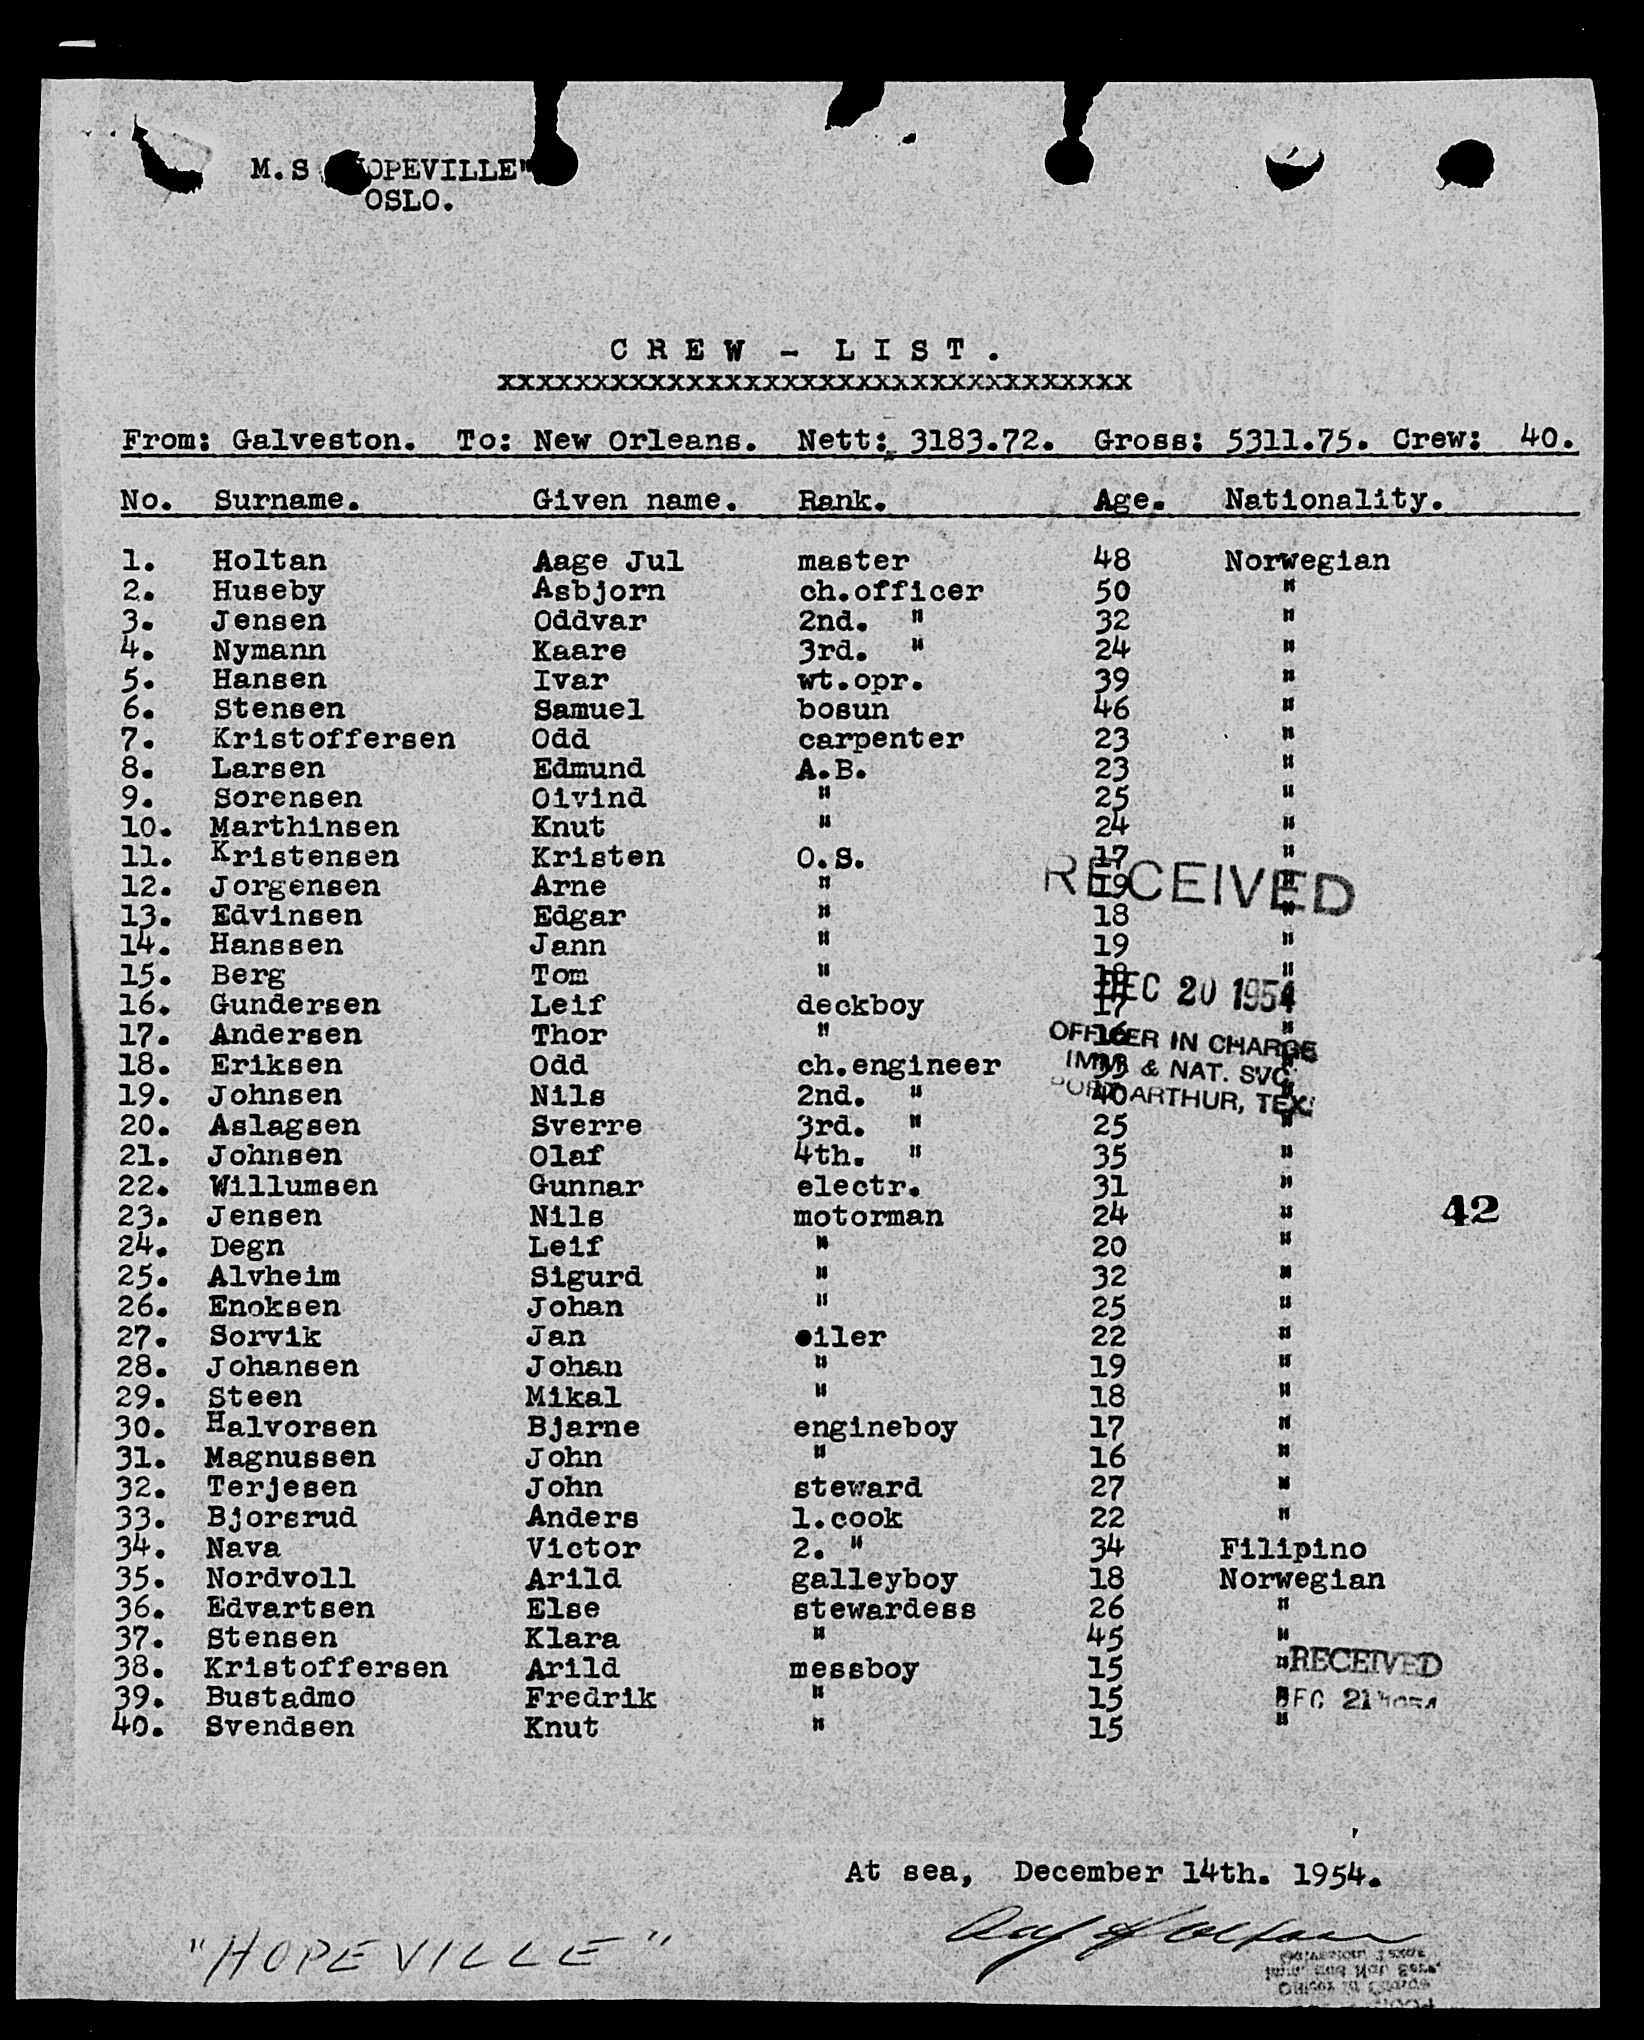 M.S "HOPEVILLE"
OSLO.
C R E W - L I S T .
xxxxxxxxxxxxxxxxxxxxxxxxxxxxxxxxxx
From: Galveston. To: New Orleans. Nett: 3183.72. Gross: 5311.75. Crew: 40.
No. Surname. Given name. Rank. Age. Nationality.
1. Holtan Aage Jul master 48 Norwegian
2. Huseby Asbjorn ch.officer 50 "
3. Jensen Oddvar 2nd. " 32 "
4. Nymann Kaare 3rd. " 24 "
5. Hansen Ivar wt.opr. 39 "
6. Stensen Samuel bosun 46 "
7. Kristoffersen Odd carpenter 23 "
8. Larsen Edmund A.B. 23 "
9. Sorensen Oivind " 25 "
10. Marthinsen Knut " 24 "
11. Kristensen Kristen O.S. 17 "
12. Jorgensen Arne " 19 "
RECEIVED
13. Edvinsen Edgar " 18 "
14. Hanssen Jann " 19 "
15. Berg Tom " 18 "
DEC 20 1954
16. Gundersen Leif deckboy 17 "
17. Andersen Thor " 16 "
OFFICER IN CHARGE
18. Eriksen Odd ch.engineer "
IMMR & NAT. SVC.
19. Johnsen Nils 2nd. " 40 "
PORT ARTHUR, TEX.
20. Aslagsen Sverre 3rd. " 25 "
21. Johnsen Olaf 4th. " 35 "
22. Willumsen Gunnar electr. 31 "
23. Jensen Nils motorman 24 "
42
24. Degn Leif " 20 "
25. Alvheim Sigurd " 32 "
26. Enoksen Johan " 25 "
27. Sorvik Jan oiler 22 "
28. Johansen Johan " 19 "
29. Steen Mikal " 18 "
30. Halvorsen Bjarne engineboy 17 "
31. Magnussen John " 16 "
32. Terjesen John steward 27 "
33. Bjorsrud Anders 1.cook 22 "
34. Nava Victor 2. " 34 Filipino
35. Nordvoll Arild galleyboy 18 Norwegian
36. Edvartsen Else stewardess 26 "
37. Stensen Klara " 45 "
38. Kristoffersen Arild messboy 15 "
RECEIVED
39. Bustadmo Fredrik " 15 "
DEC 21 1954
40. Svendsen Knut " 15 "
At sea, December 14th. 1954.
"HOPEVILLE"